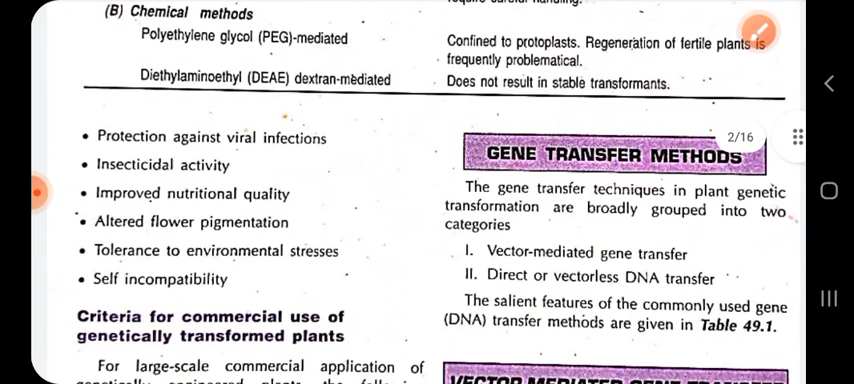 (B) Chemical methods
Polyethylene glycol (PEG)-mediated
Confined to protoplasts. Regeneration of fertile plants is
frequently problematical.
Diethylaminoethyl (DEAE) dextran-mediated
Does not result in stable transformants.
• Protection against viral infections
• Insecticidal activity
• Improved nutritional quality
• Altered flower pigmentation
• Tolerance to environmental stresses
• Self incompatibility
Criteria for commercial use of
genetically transformed plants
For large-scale commercial application of
2/16
GENE TRANSFER METHODS
The gene transfer techniques in plant genetic
transformation are broadly grouped into two
categories
I. Vector-mediated gene transfer
II. Direct or vectorless DNA transfer
The salient features of the commonly used gene
(DNA) transfer methods are given in Table 49.1.